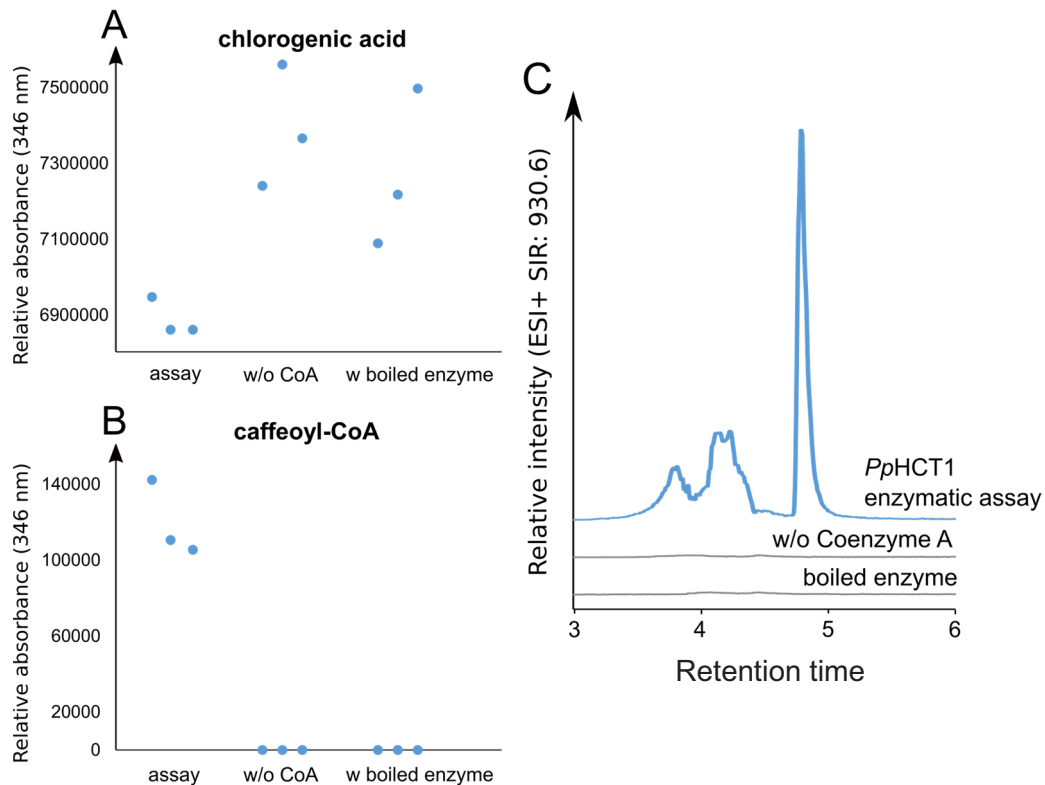 A
chlorogenic acid
Relative absorbance (346 nm)
7500000
7300000
7100000
6900000
assay
w/o CoA
w boiled enzyme
B
caffeoyl-CoA
Relative absorbance (346 nm)
140000
100000
60000
20000
0
assay
w/o CoA
w boiled enzyme
C
Relative intensity (ESI+ SIR: 930.6)
PpHCT1
enzymatic assay
w/o Coenzyme A
boiled enzyme
3
4
5
6
Retention time